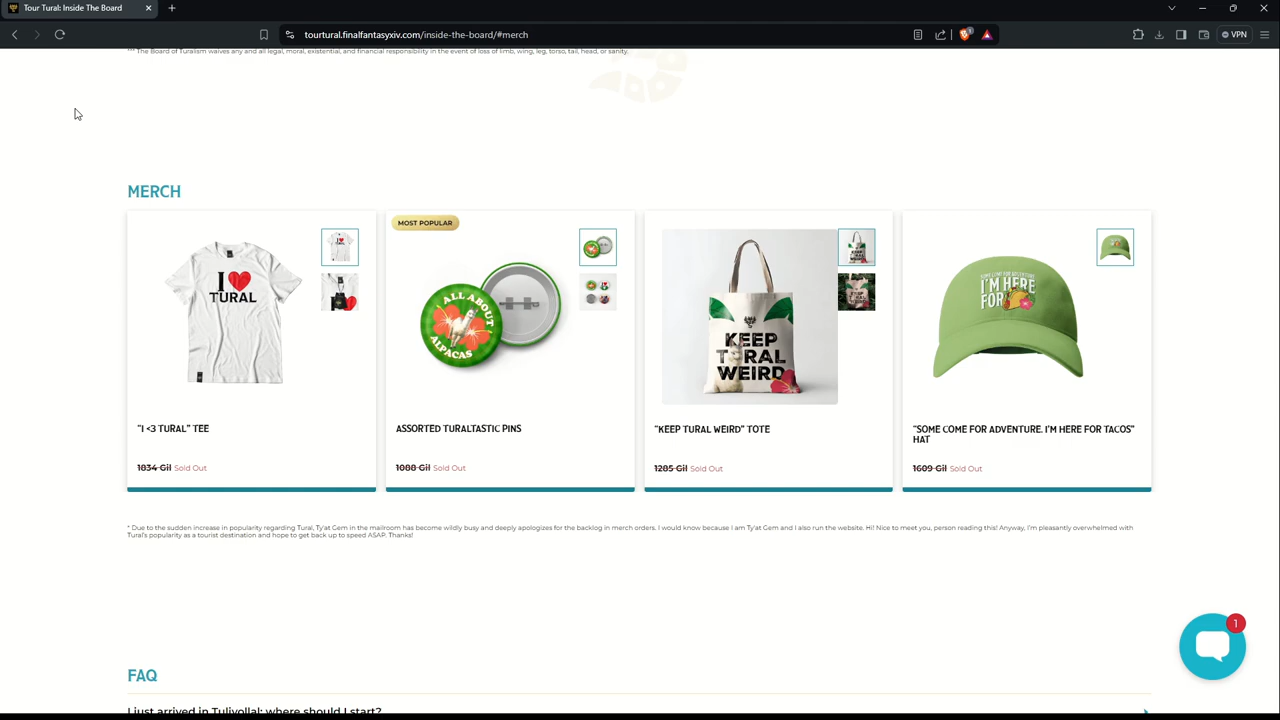 Tour Tural: Inside The Board
tourtural.finalfantasyxiv.com/inside-the-board/#merch
VPN
*** The Board of Turalism waives any and all legal, moral, existential, and financial responsibility in the event of loss of limb, wing, leg, torso, tail, head, or sanity.
MERCH
I
TURAL
"I <3 TURAL" TEE
1834 Gil Sold Out
MOST POPULAR
ALL ABOUT
ALPACAS
ASSORTED TURALTASTIC PINS
1088 Gil Sold Out
KEEP
TURAL
WEIRD
"KEEP TURAL WEIRD" TOTE
1285 Gil Sold Out
SOME COME FOR ADVENTURE
I'M HERE
FOR
"SOME COME FOR ADVENTURE. I'M HERE FOR TACOS"
HAT
1609 Gil Sold Out
* Due to the sudden increase in popularity regarding Tural, Ty'at Gem in the mailroom has become wildly busy and deeply apologizes for the backlog in merch orders. I would know because I am Ty'at Gem and I also run the website. Hi! Nice to meet you, person reading this! Anyway, I'm pleasantly overwhelmed with
Tural's popularity as a tourist destination and hope to get back up to speed ASAP. Thanks!
1
FAQ
I just arrived in Tuliyollal; where should I start?